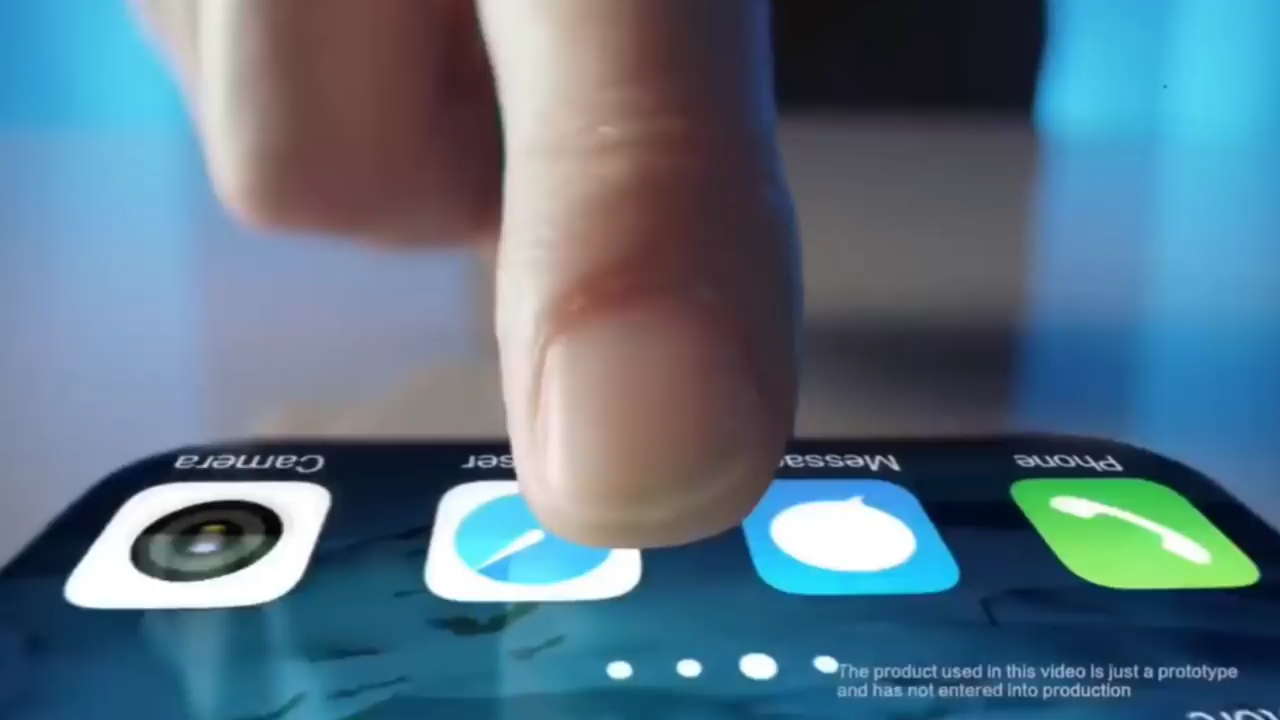 Camera
Phone
The product used in this video is just a prototype
and has not entered into production